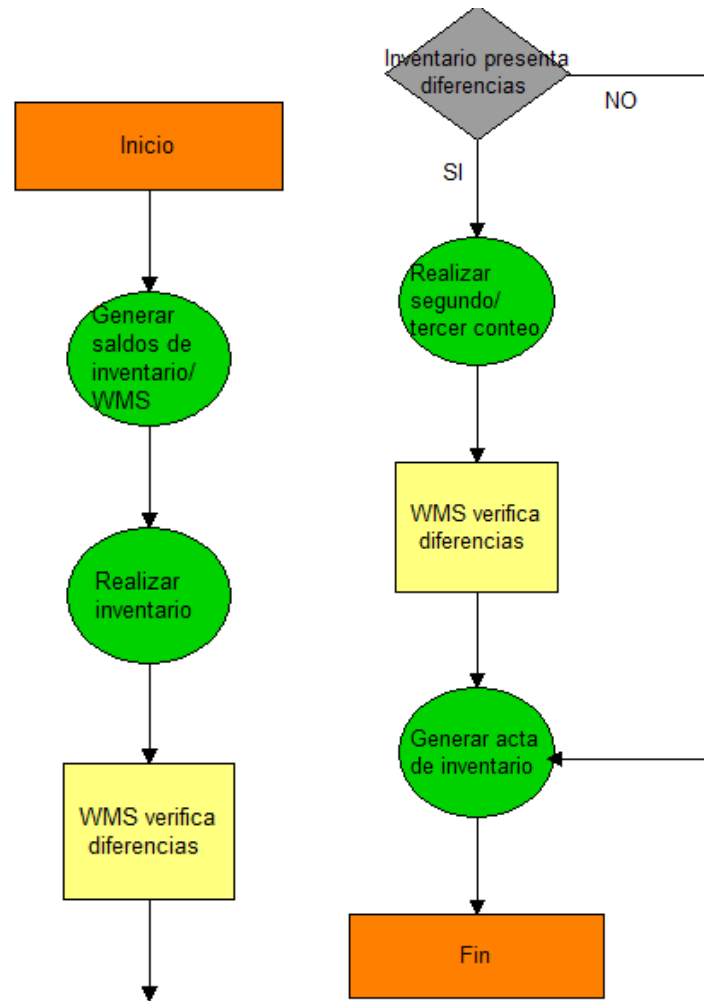 Inicio
Generar
saldos de
inventario/
WMS
Realizar
inventario
WMS verifica
diferencias
Inventario presenta
diferencias
NO
SI
Realizar
segundo/
tercer conteo
WMS verifica
diferencias
Generar acta
de inventario
Fin